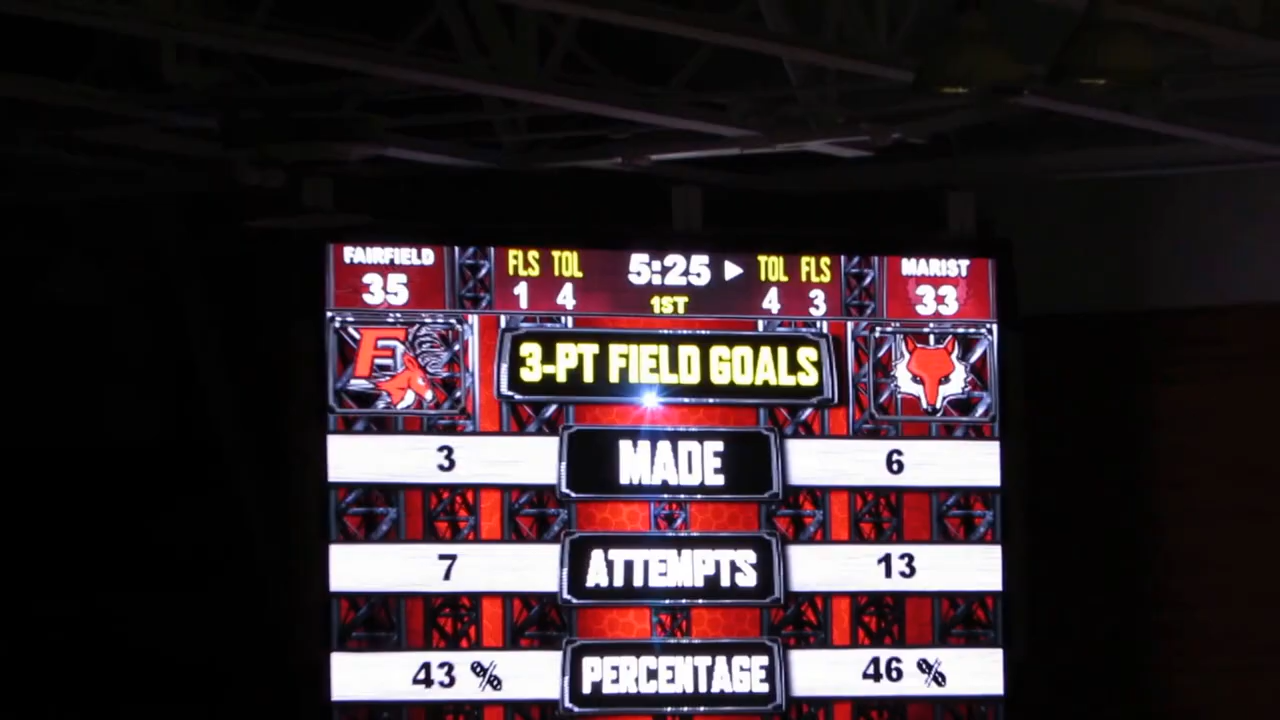 FAIRFIELD FLS TOL 5:25 TOL FLS MARIST
35 1 4 1ST 4 3 33
F 3-PT FIELD GOALS
3 MADE 6
7 ATTEMPTS 13
43 % PERCENTAGE 46 %